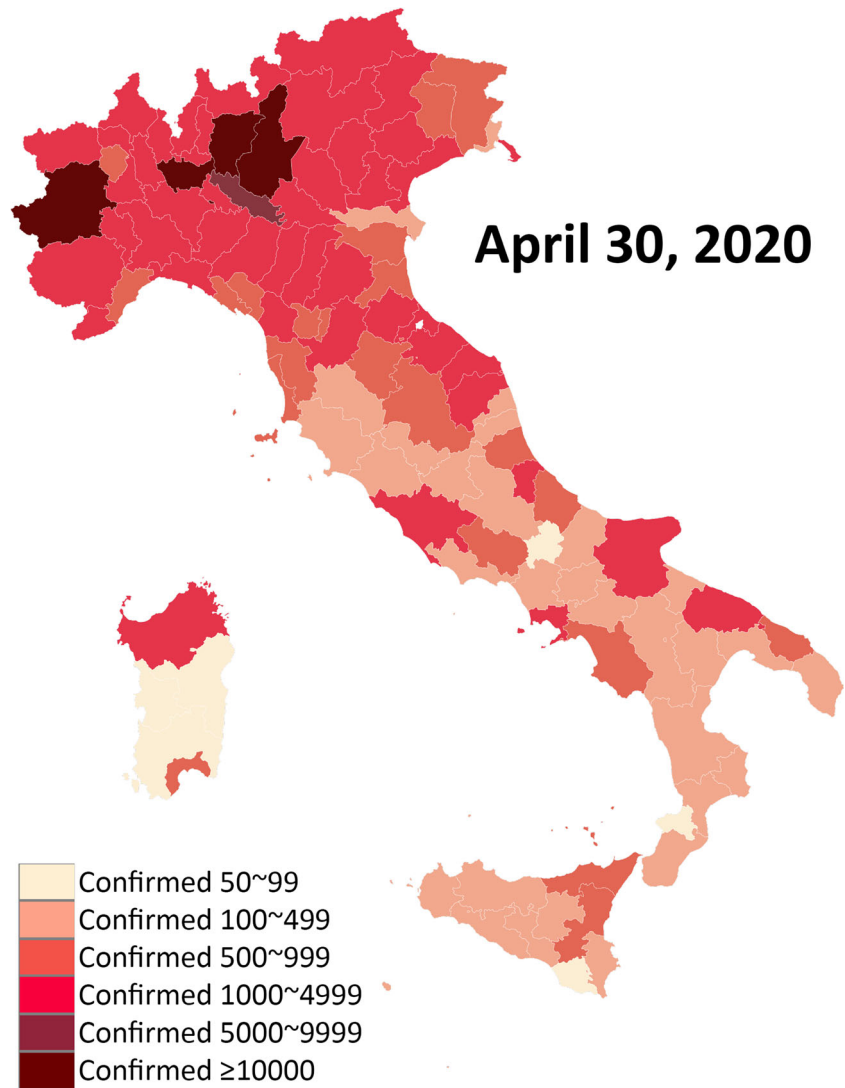 April 30, 2020
Confirmed 50~99
Confirmed 100~499
Confirmed 500~999
Confirmed 1000~4999
Confirmed 5000~9999
Confirmed ≥10000